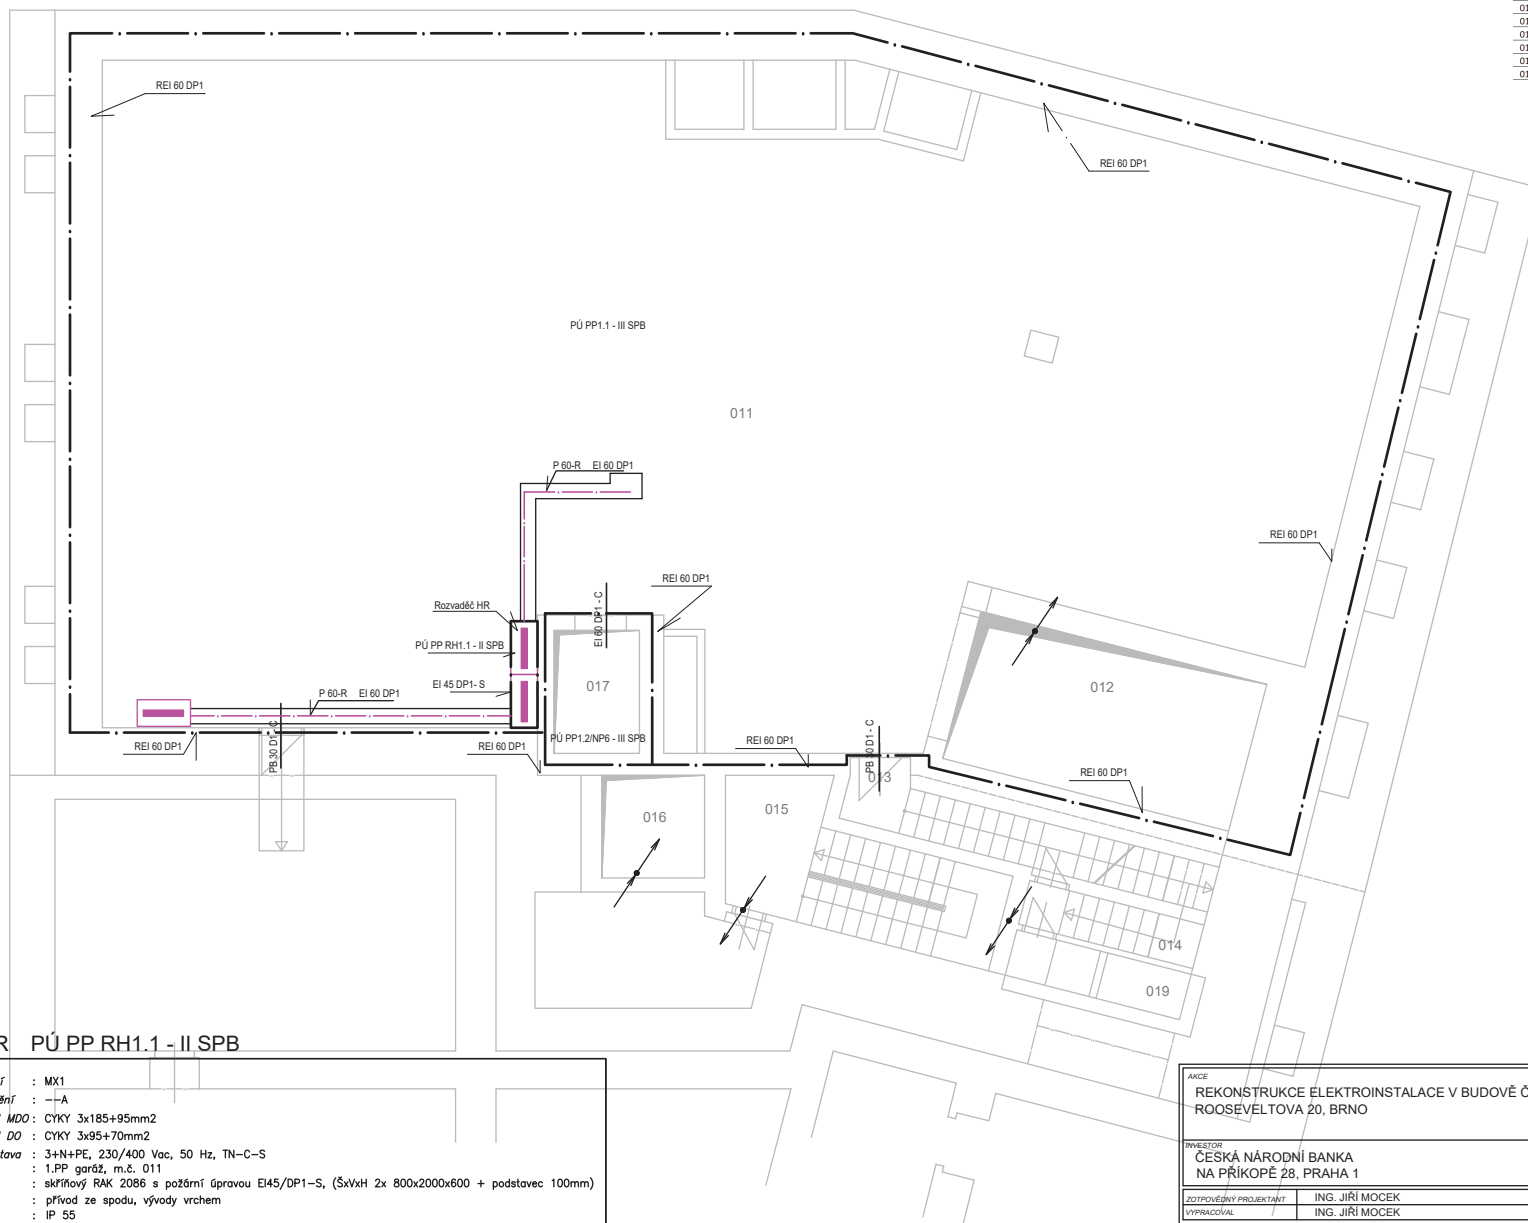 REI 60 DP1
REI 60 DP1
PÚ PP1.1 - III SPB
011
P 60-R EI 60 DP1
REI 60 DP1
REI 60 DP1
EI 60 DP1 - C
Rozvaděč HR
PÚ PP RH1.1 - II SPB
EI 45 DP1- S
017
012
P 60-R EI 60 DP1
PÚ PP1.2/NP6 - III SPB
REI 60 DP1
REI 60 DP1
REI 60 DP1
REI 60 DP1
013
015
016
014
019
R PÚ PP RH1.1 - II SPB
: MX1
: --A
MDO : CYKY 3x185+95mm2
DO : CYKY 3x95+70mm2
tava : 3+N+PE, 230/400 Vac, 50 Hz, TN-C-S
: 1.PP garáž, m.č. 011
: skříňový RAK 2086 s požární úpravou EI45/DP1-S, (ŠxVxH 2x 800x2000x600 + podstavec 100mm)
: přívod ze spodu, vývody vrchem
: IP 55
AKCE
REKONSTRUKCE ELEKTROINSTALACE V BUDOVĚ Č
ROOSEVELTOVA 20, BRNO
INVESTOR
ČESKÁ NÁRODNÍ BANKA
NA PŘÍKOPĚ 28, PRAHA 1
ZOTPOVĚDNÝ PROJEKTANT ING. JIŘÍ MOCEK
VYPRACOVAL ING. JIŘÍ MOCEK